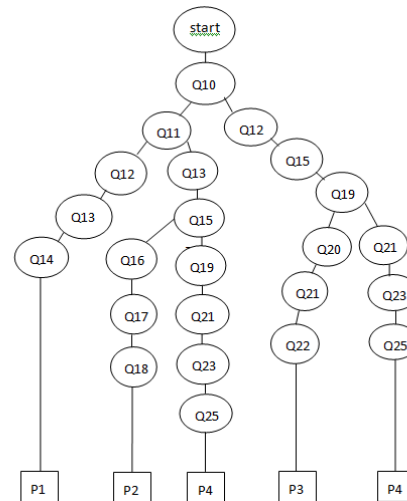 start
Q10
Q11 Q12
Q12 Q13 Q15
Q13 Q15 Q19
Q14 Q16 Q19 Q20 Q21
Q17 Q21 Q21 Q23
Q18 Q23 Q22 Q25
Q25
P1 P2 P4 P3 P4